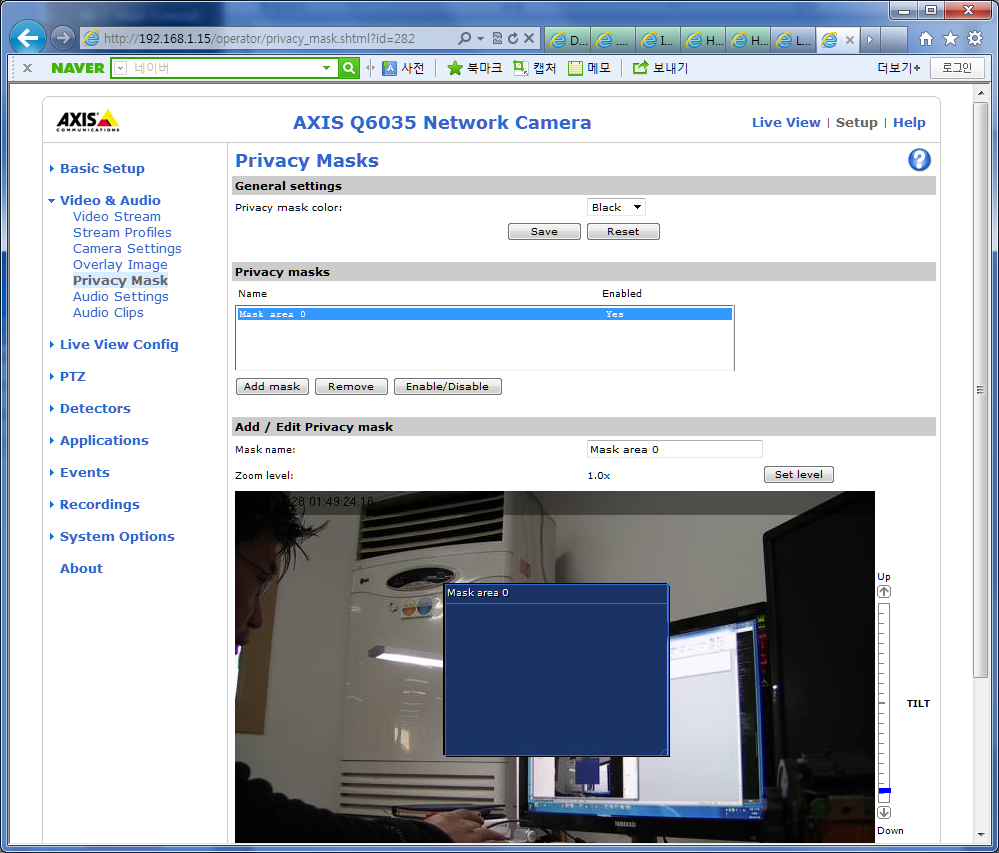 http://192.168.1.15/operator/privacy_mask.shtml?id=282
D...
I...
H...
H...
L...
x NAVER 네이버 사전 북마크 캡처 메모 보내기 더보기+ 로그인
AXIS
COMMUNICATIONS
AXIS Q6035 Network Camera
Live View | Setup | Help
Basic Setup
Video & Audio
Video Stream
Stream Profiles
Camera Settings
Overlay Image
Privacy Mask
Audio Settings
Audio Clips
Live View Config
PTZ
Detectors
Applications
Events
Recordings
System Options
About
Privacy Masks
General settings
Privacy mask color: Black
Save Reset
Privacy masks
Name Enabled
Mask area 0 Yes
Add mask Remove Enable/Disable
Add / Edit Privacy mask
Mask name: Mask area 0
Zoom level: 1.0x Set level
28 01:49:24.16
Mask area 0
Up
TILT
Down